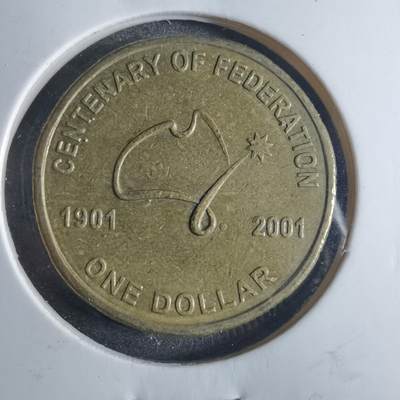 CENTENARY OF FEDERATION
1901 2001
ONE DOLLAR